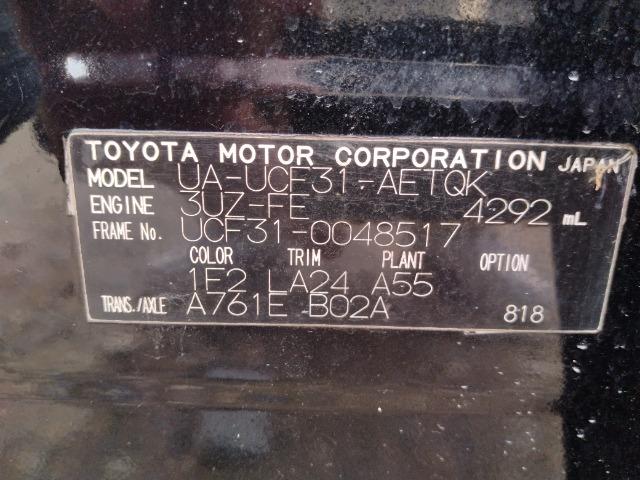 TOYOTA MOTOR CORPORATION JAPAN
MODEL UA-UCF31-AETQK
ENGINE 3UZ-FE 4292 mL
FRAME No. UCF31-0048517
COLOR TRIM PLANT OPTION
1E2 LA24 A55
TRANS./AXLE A761E B02A 818